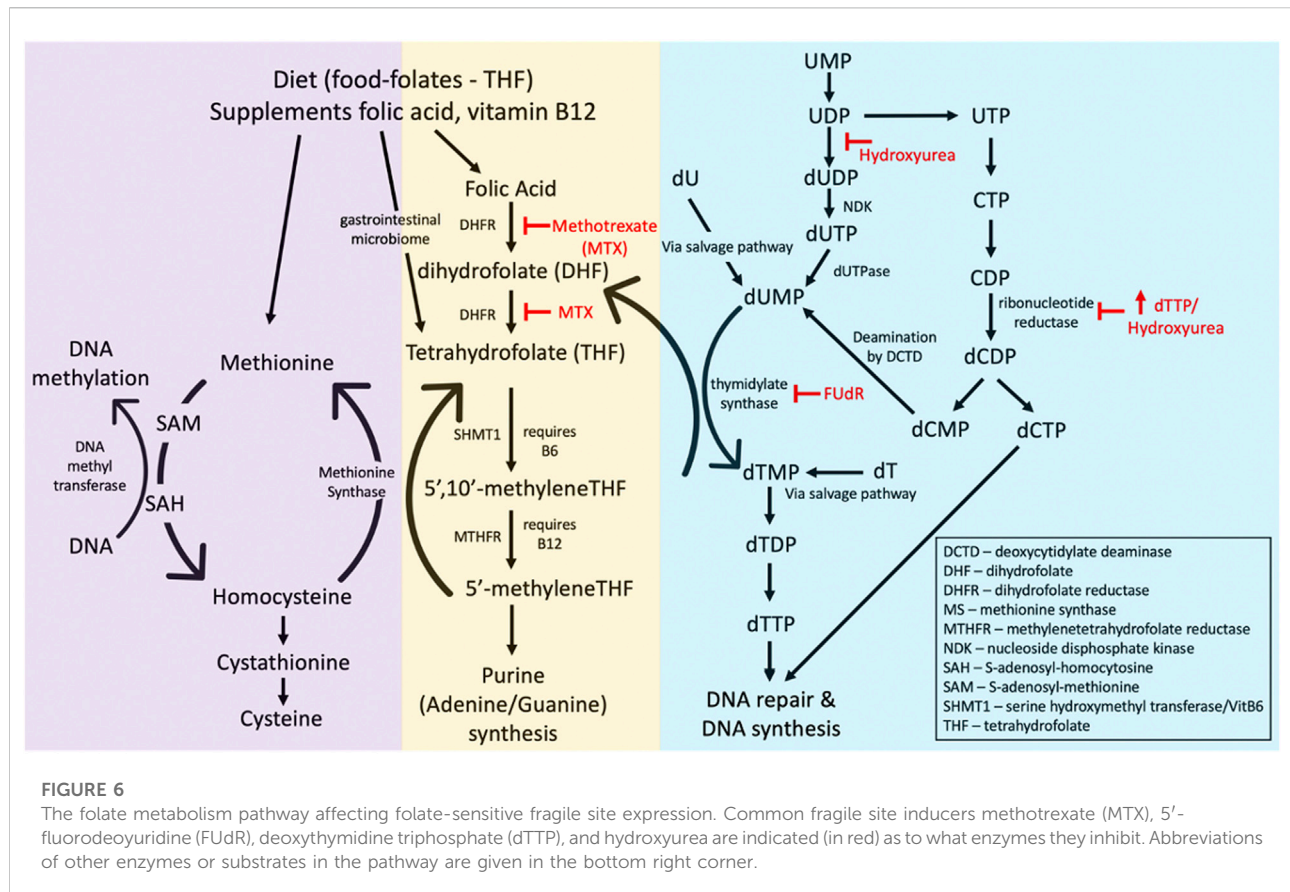 Diet (food-folates - THF)
Supplements folic acid, vitamin B12
gastrointestinal
microbiome
Folic Acid
DHFR
Methotrexate
(MTX)
dihydrofolate (DHF)
DHFR
MTX
Tetrahydrofolate (THF)
SHMT1
requires
B6
5',10'-methyleneTHF
MTHFR
requires
B12
5'-methyleneTHF
Purine
(Adenine/Guanine)
synthesis
DNA
methylation
Methionine
SAM
DNA
methyl
transferase
Methionine
Synthase
SAH
DNA
Homocysteine
Cystathionine
Cysteine
UMP
UDP
UTP
Hydroxyurea
dU
dUDP
NDK
CTP
Via salvage pathway
dUTP
dUTPase
CDP
dUMP
ribonucleotide
reductase
dTTP/
Hydroxyurea
Deamination
by DCTD
dCDP
thymidylate
synthase
FUdR
dCMP
dCTP
dTMP
dT
Via salvage pathway
dTDP
dTTP
DNA repair &
DNA synthesis
DCTD – deoxycytidylate deaminase
DHF – dihydrofolate
DHFR – dihydrofolate reductase
MS – methionine synthase
MTHFR – methylenetetrahydrofolate reductase
NDK – nucleoside disphosphate kinase
SAH – S-adenosyl-homocytosine
SAM – S-adenosyl-methionine
SHMT1 – serine hydroxymethyl transferase/VitB6
THF – tetrahydrofolate
FIGURE 6
The folate metabolism pathway affecting folate-sensitive fragile site expression. Common fragile site inducers methotrexate (MTX), 5′-
fluorodeoyuridine (FUdR), deoxythymidine triphosphate (dTTP), and hydroxyurea are indicated (in red) as to what enzymes they inhibit. Abbreviations
of other enzymes or substrates in the pathway are given in the bottom right corner.